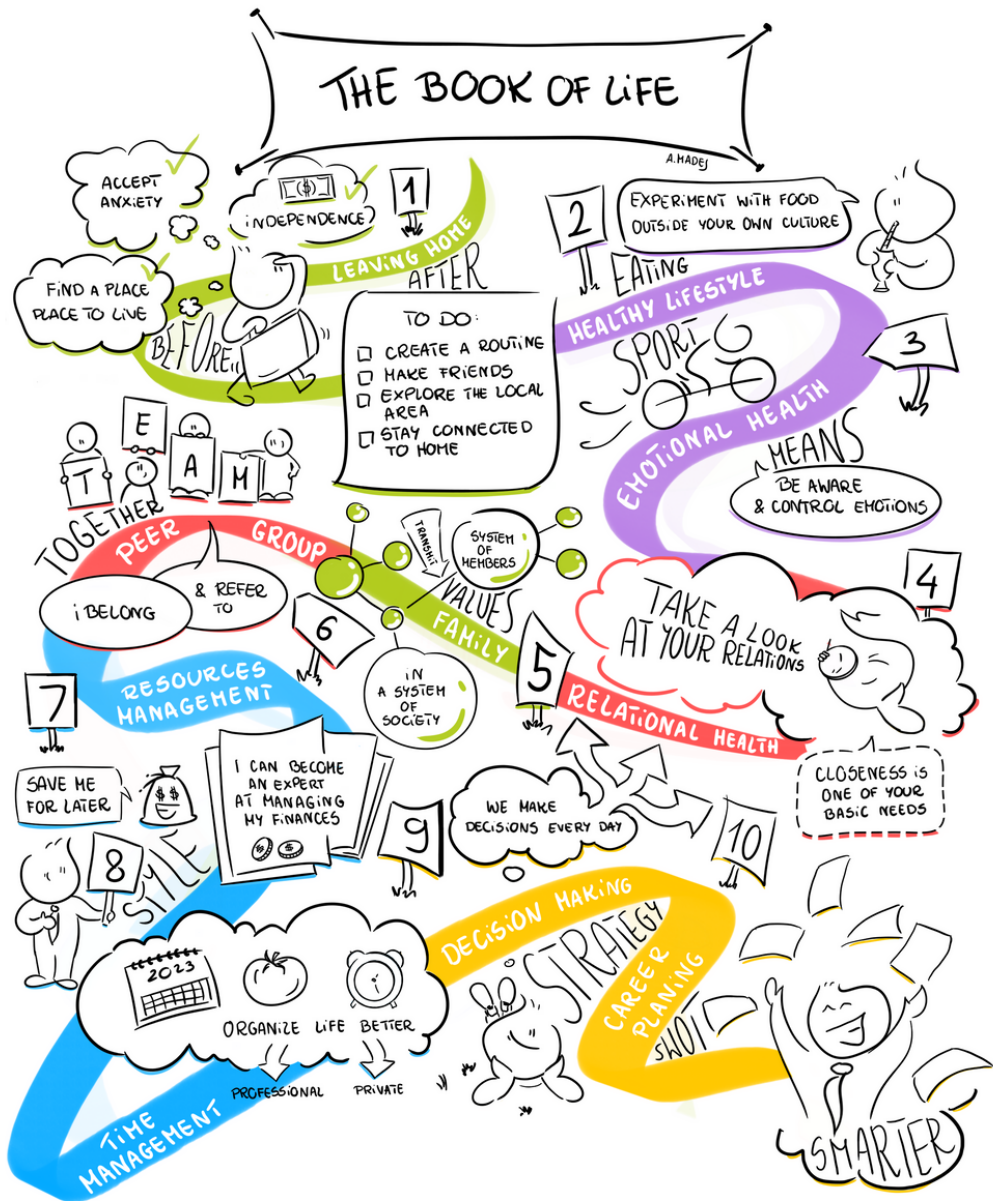 THE BOOK OF LIFE
A.MADEJ
ACCEPT
ANXIETY
($)
INDEPENDENCE
1
FIND A PLACE
PLACE TO LIVE
LEAVING HOME
BEFORE
AFTER
TO DO:
CREATE A ROUTINE
MAKE FRIENDS
EXPLORE THE LOCAL
AREA
STAY CONNECTED
TO HOME
2
EXPERIMENT WITH FOOD
OUTSIDE YOUR OWN CULTURE
EATING
HEALTHY LIFESTYLE
SPORT
3
EMOTIONAL HEALTH
MEANS
BE AWARE
& CONTROL EMOTIONS
4
TAKE A LOOK
AT YOUR RELATIONS
RELATIONAL HEALTH
CLOSENESS IS
ONE OF YOUR
BASIC NEEDS
5
FAMILY
TRANSMIT
VALUES
SYSTEM
OF
MEMBERS
IN
A SYSTEM
OF
SOCIETY
6
T E A M
TOGETHER
PEER GROUP
I BELONG
& REFER
TO
7
RESOURCES
MANAGEMENT
SAVE ME
FOR LATER
$ $
I CAN BECOME
AN EXPERT
AT MANAGING
MY FINANCES
$ $
8
STYLE
2023
ORGANIZE LIFE BETTER
PROFESSIONAL
PRIVATE
TIME
MANAGEMENT
9
WE MAKE
DECISIONS EVERY DAY
DECISION MAKING
STRATEGY
10
CAREER
PLANING
SWOT
SMARTER